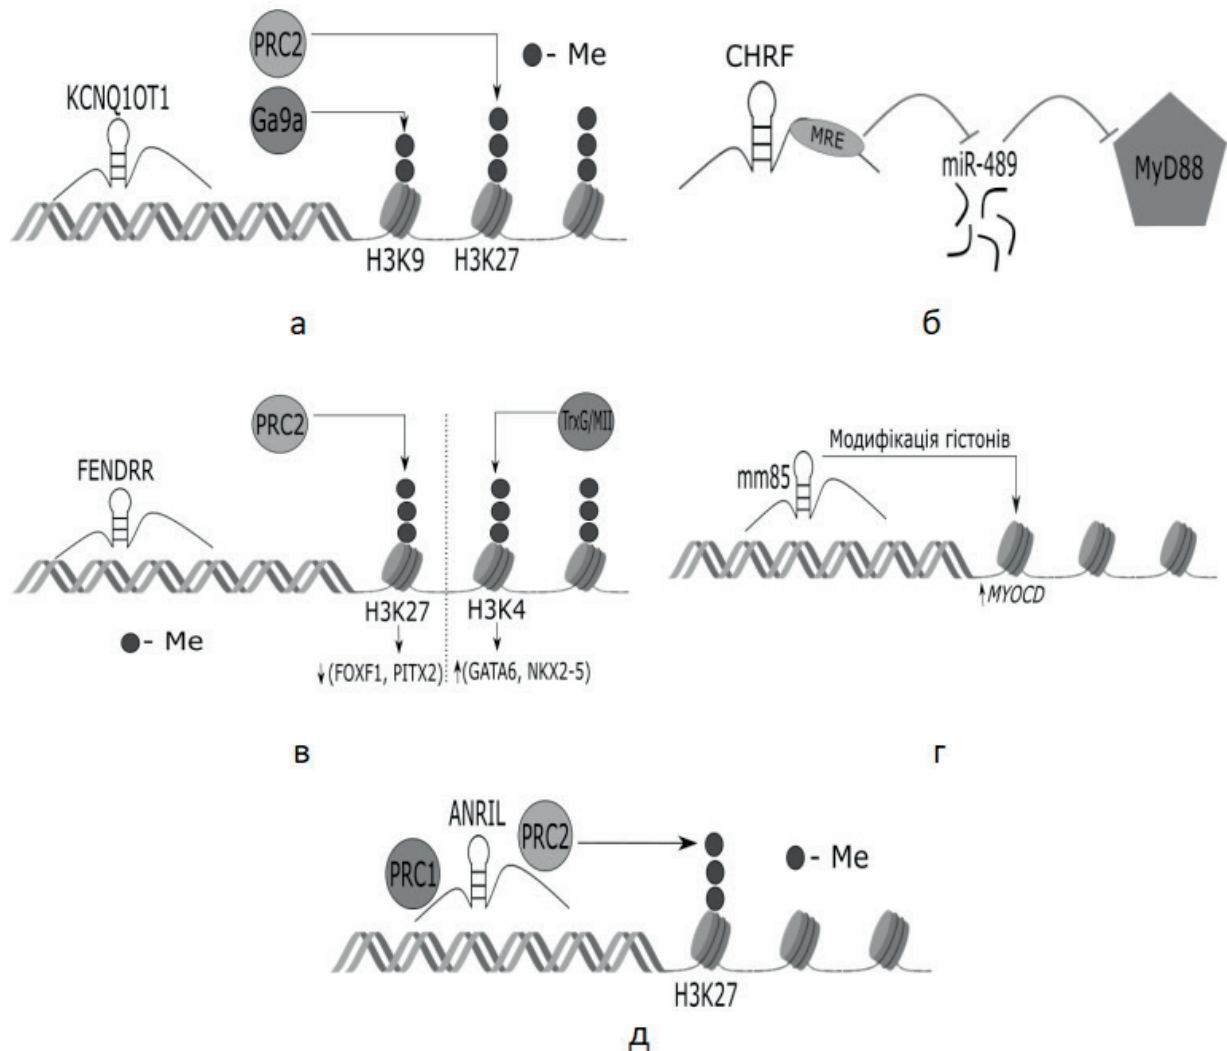 PRC2
- Me
KCNQ1OT1
Ga9a
H3K9 H3K27
а
CHRF
MRE
miR-489
MyD88
б
PRC2
TrxG/MII
FENDRR
H3K27 H3K4
- Me
↓(FOXF1, PITX2) ↑(GATA6, NKX2-5)
в
Модифікація гістонів
mm85
↑MYOCD
г
ANRIL
PRC2
PRC1
- Me
H3K27
д